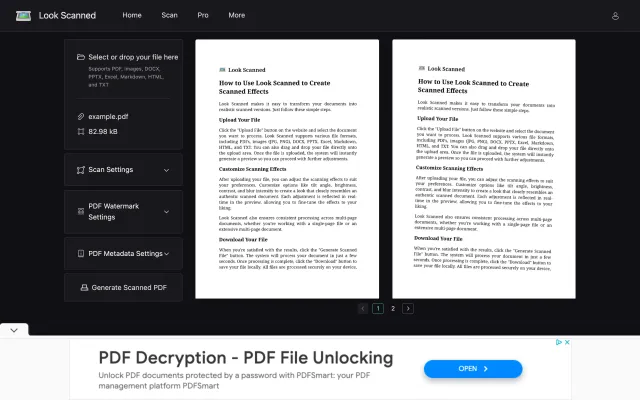 Look Scanned
Home
Scan
Pro
More
Select or drop your file here
Supports PDF, Images, DOCX,
PPTX, Excel, Markdown, HTML,
and TXT
example.pdf
82.98 kB
Scan Settings
PDF Watermark
Settings
PDF Metadata Settings
Generate Scanned PDF
Look Scanned
How to Use Look Scanned to Create
Scanned Effects
Look Scanned makes it easy to transform your documents into
realistic scanned versions. Just follow these simple steps.
Upload Your File
Click the "Upload File" button on the website and select the document
you want to process. Look Scanned supports various file formats,
including PDFs, images (JPG, PNG), DOCX, PPTX, Excel, Markdown,
HTML, and TXT. You can also drag and drop your file directly onto
the upload area. Once the file is uploaded, the system will instantly
generate a preview so you can proceed with further adjustments.
Customize Scanning Effects
After uploading your file, you can adjust the scanning effects to suit
your preferences. Customize options like tilt angle, brightness,
contrast, and blur intensity to create a look that closely resembles an
authentic scanned document. Each adjustment is reflected in real-
time in the preview, allowing you to fine-tune the effects to your
liking.
Look Scanned also ensures consistent processing across multi-page
documents, whether you're working with a single-page file or an
extensive multi-page document.
Download Your File
When you're satisfied with the results, click the "Generate Scanned
PDF" button. The system will process your document in just a few
seconds. Once processing is complete, click the "Download" button to
save your file locally. All files are processed securely on your device,
Look Scanned
How to Use Look Scanned to Create
Scanned Effects
Look Scanned makes it easy to transform your documents into
realistic scanned versions. Just follow these simple steps.
Upload Your File
Click the "Upload File" button on the website and select the document
you want to process. Look Scanned supports various file formats,
including PDFs, images (JPG, PNG), DOCX, PPTX, Excel, Markdown,
HTML, and TXT. You can also drag and drop your file directly onto
the upload area. Once the file is uploaded, the system will instantly
generate a preview so you can proceed with further adjustments.
Customize Scanning Effects
After uploading your file, you can adjust the scanning effects to suit
your preferences. Customize options like tilt angle, brightness,
contrast, and blur intensity to create a look that closely resembles an
authentic scanned document. Each adjustment is reflected in real-
time in the preview, allowing you to fine-tune the effects to your
liking.
Look Scanned also ensures consistent processing across multi-page
documents, whether you're working with a single-page file or an
extensive multi-page document.
Download Your File
When you're satisfied with the results, click the "Generate Scanned
PDF" button. The system will process your document in just a few
seconds. Once processing is complete, click the "Download" button to
save your file locally. All files are processed securely on your device,
1
2
PDF Decryption - PDF File Unlocking
Unlock PDF documents protected by a password with PDFSmart: your PDF
management platform PDFSmart
OPEN